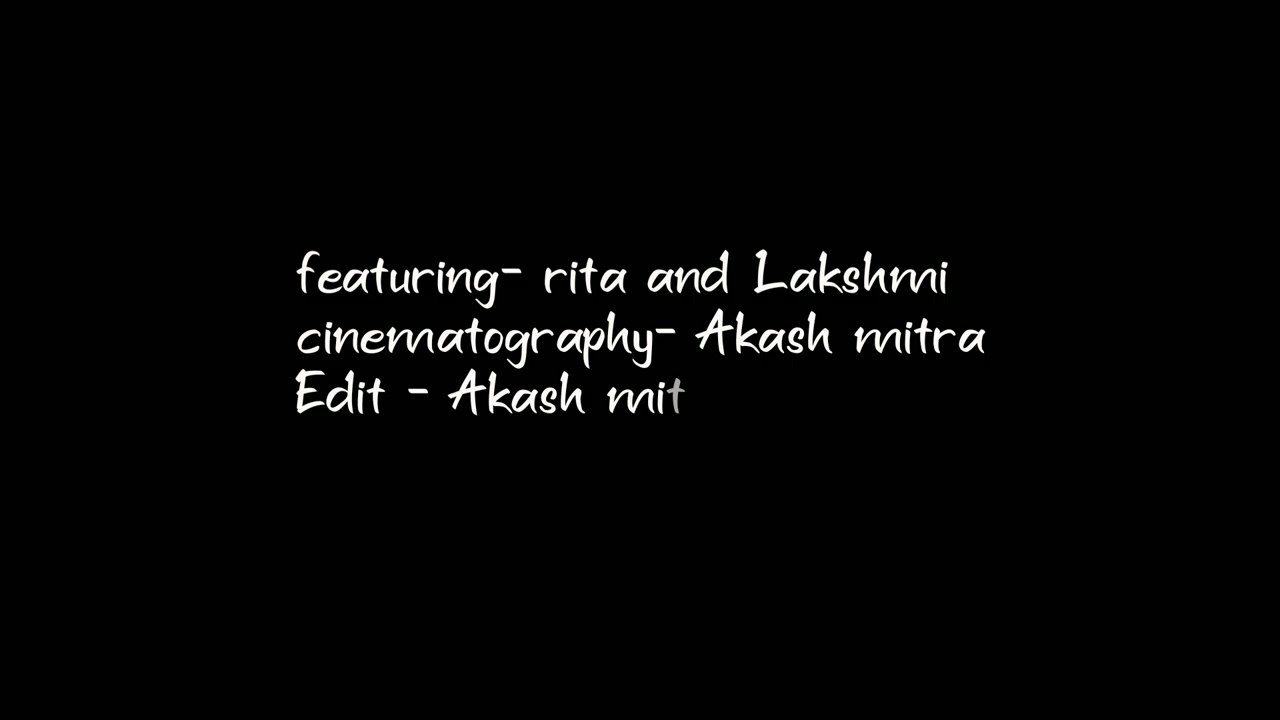 featuring- rita and Lakshmi
cinematography- Akash mitra
Edit - Akash mit